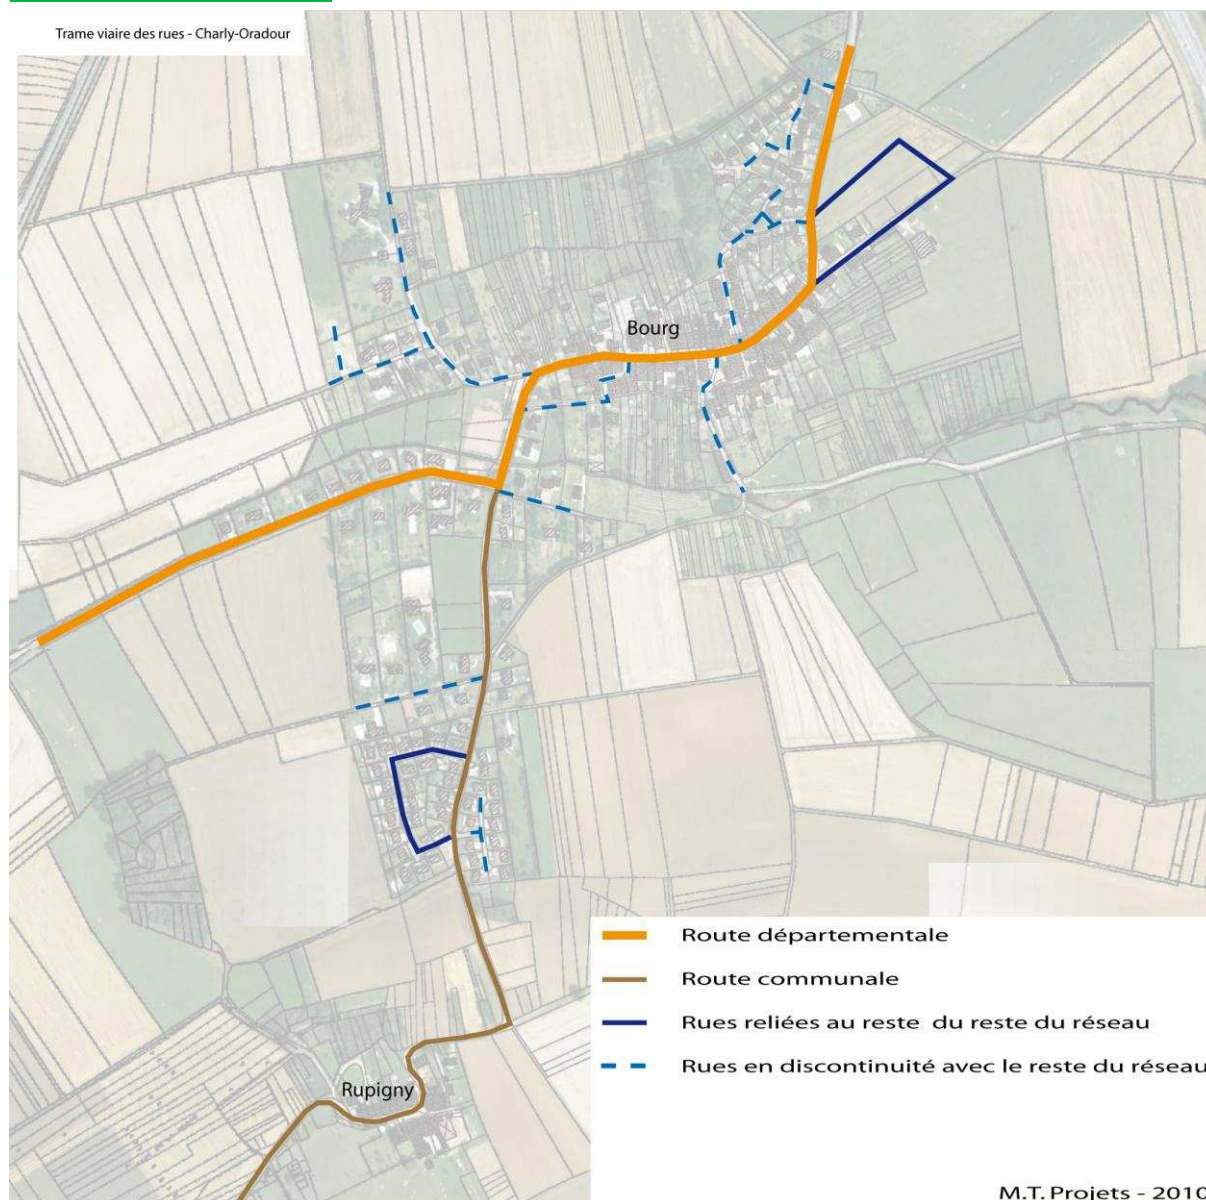 Trame viaire des rues - Charly-Oradour
Bourg
Route départementale
Route communale
Rues reliées au reste du reste du réseau
Rues en discontinuité avec le reste du réseau
Rupigny
M.T. Projets - 2010